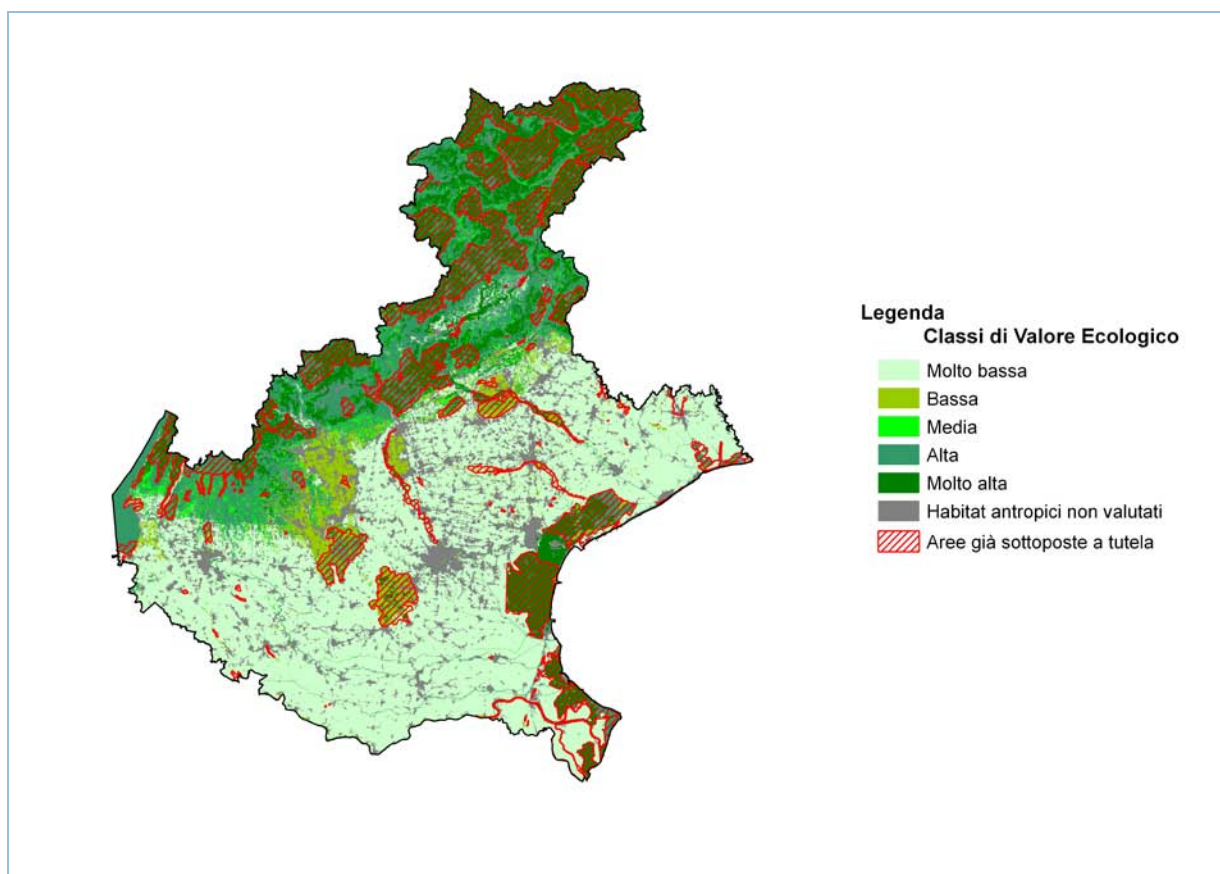 Legenda
Classi di Valore Ecologico
Molto bassa
Bassa
Media
Alta
Molto alta
Habitat antropici non valutati
Aree già sottoposte a tutela